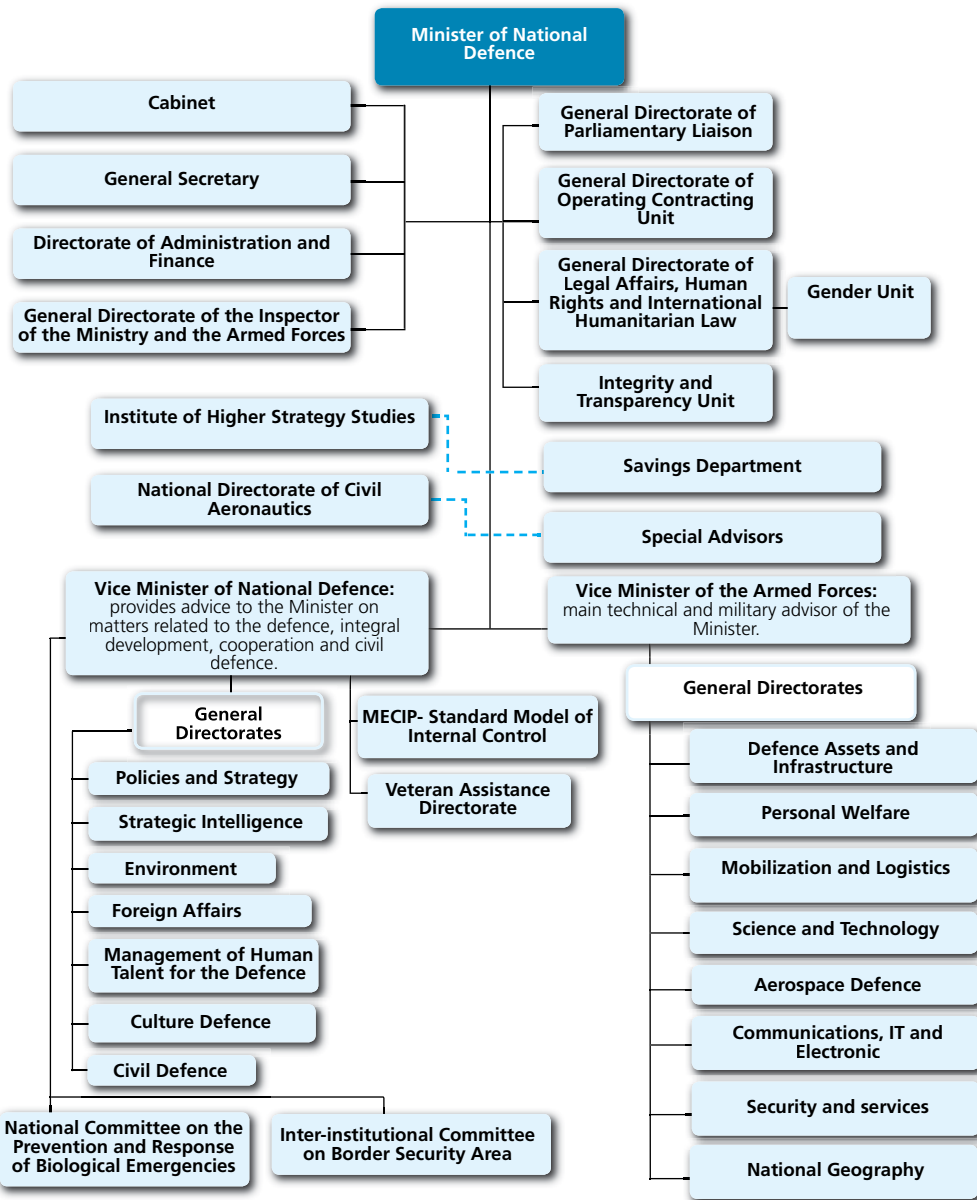 Minister of National
Defence
Cabinet
General Secretary
Directorate of Administration and
Finance
General Directorate of the Inspector
of the Ministry and the Armed Forces
General Directorate of
Parliamentary Liaison
General Directorate of
Operating Contracting
Unit
General Directorate of
Legal Affairs, Human
Rights and International
Humanitarian Law
Gender Unit
Integrity and
Transparency Unit
Institute of Higher Strategy Studies
Savings Department
National Directorate of Civil
Aeronautics
Special Advisors
Vice Minister of National Defence:
provides advice to the Minister on
matters related to the defence, integral
development, cooperation and civil
defence.
Vice Minister of the Armed Forces:
main technical and military advisor of the
Minister.
General
Directorates
MECIP- Standard Model of
Internal Control
Veteran Assistance
Directorate
Policies and Strategy
Strategic Intelligence
Environment
Foreign Affairs
Management of Human
Talent for the Defence
Culture Defence
Civil Defence
National Committee on the
Prevention and Response
of Biological Emergencies
Inter-institutional Committee
on Border Security Area
General Directorates
Defence Assets and
Infrastructure
Personal Welfare
Mobilization and Logistics
Science and Technology
Aerospace Defence
Communications, IT and
Electronic
Security and services
National Geography